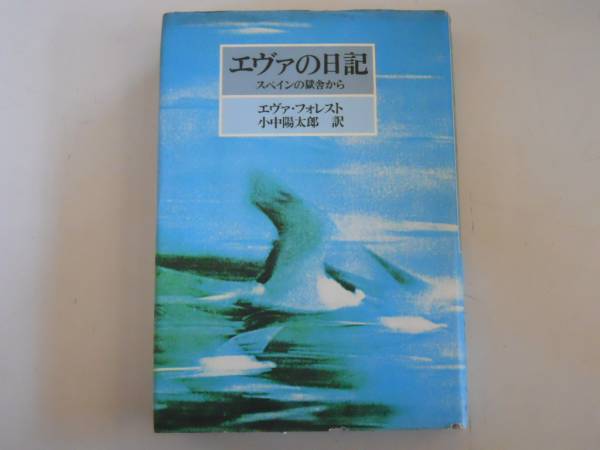 エヴァの日記
スペインの獄舎から
エヴァ・フォレスト
小中陽太郎 訳